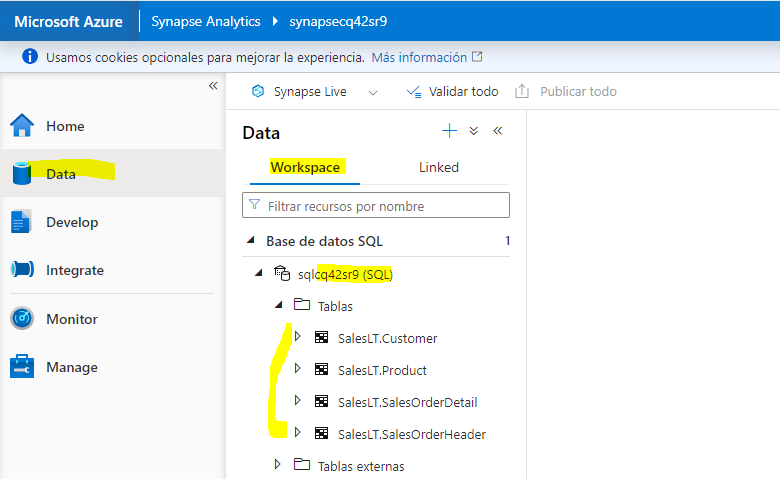 Microsoft Azure Synapse Analytics synapsecq42sr9
Usamos cookies opcionales para mejorar la experiencia. Más información
Synapse Live Validar todo Publicar todo
Home
Data
Develop
Integrate
Monitor
Manage
Data
Workspace Linked
Filtrar recursos por nombre
Base de datos SQL 1
sqlcq42sr9 (SQL)
Tablas
SalesLT.Customer
SalesLT.Product
SalesLT.SalesOrderDetail
SalesLT.SalesOrderHeader
Tablas externas